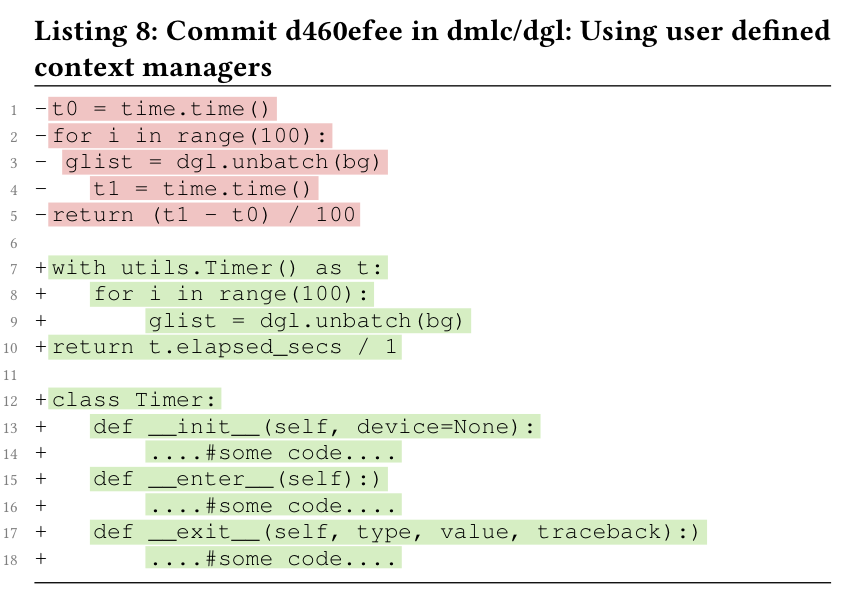 Listing 8: Commit d460efee in dmlc/dgl: Using user defined
context managers
1 -t0 = time.time()
2 -for i in range(100):
3 - glist = dgl.unbatch(bg)
4 -   t1 = time.time()
5 -return (t1 - t0) / 100
6
7 +with utils.Timer() as t:
8 +   for i in range(100):
9 +       glist = dgl.unbatch(bg)
10 +return t.elapsed_secs / 1
11
12 +class Timer:
13 +   def __init__(self, device=None):
14 +       ....#some code....
15 +   def __enter__(self):)
16 +       ....#some code....
17 +   def __exit__(self, type, value, traceback):)
18 +       ....#some code....